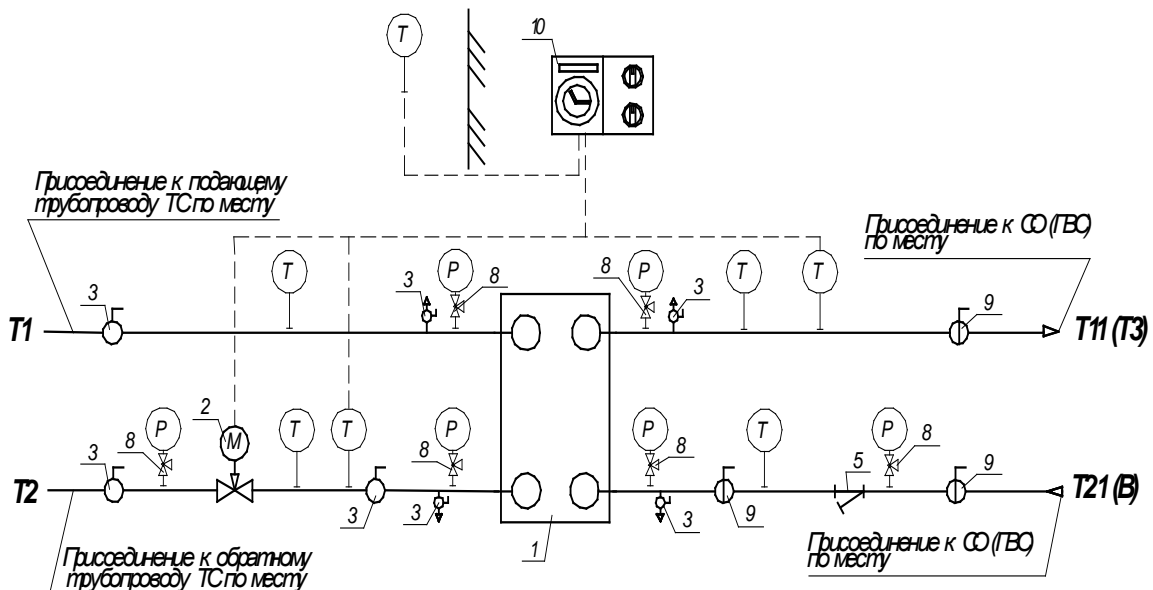 T
10
Присоединение к подающему
трубопроводу ТС по месту
Присоединение к СО (ГВС)
по месту
3
T
3
P
8
8
P
3
T
T
9
T1
T11 (T3)
2
3
8
P
M
T
T
P
8
P
8
T
5
P
8
9
T2
3
3
1
3
9
T21 (B)
Присоединение к обратному
трубопроводу ТС по месту
Присоединение к СО (ГВС)
по месту